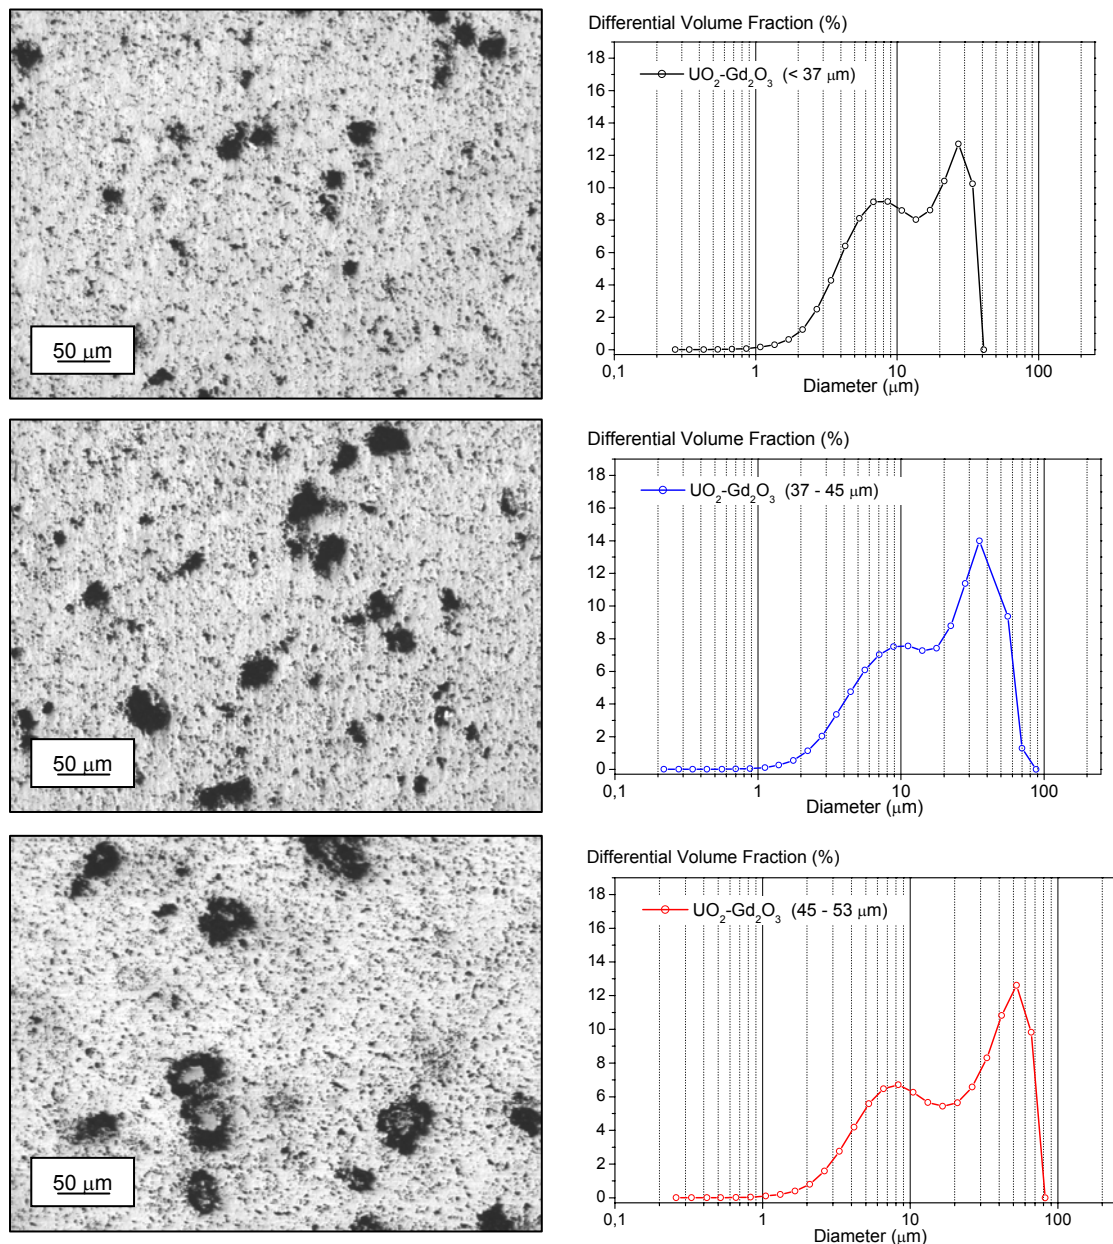 Differential Volume Fraction (%)
18
16
14
12
10
8
6
4
2
0
UO₂-Gd₂O₃ (< 37 μm)
0,1 1 10 100
Diameter (μm)
50 μm
Differential Volume Fraction (%)
18
16
14
12
10
8
6
4
2
0
UO₂-Gd₂O₃ (37 - 45 μm)
0,1 1 10 100
Diameter (μm)
50 μm
Differential Volume Fraction (%)
18
16
14
12
10
8
6
4
2
0
UO₂-Gd₂O₃ (45 - 53 μm)
0,1 1 10 100
Diameter (μm)
50 μm